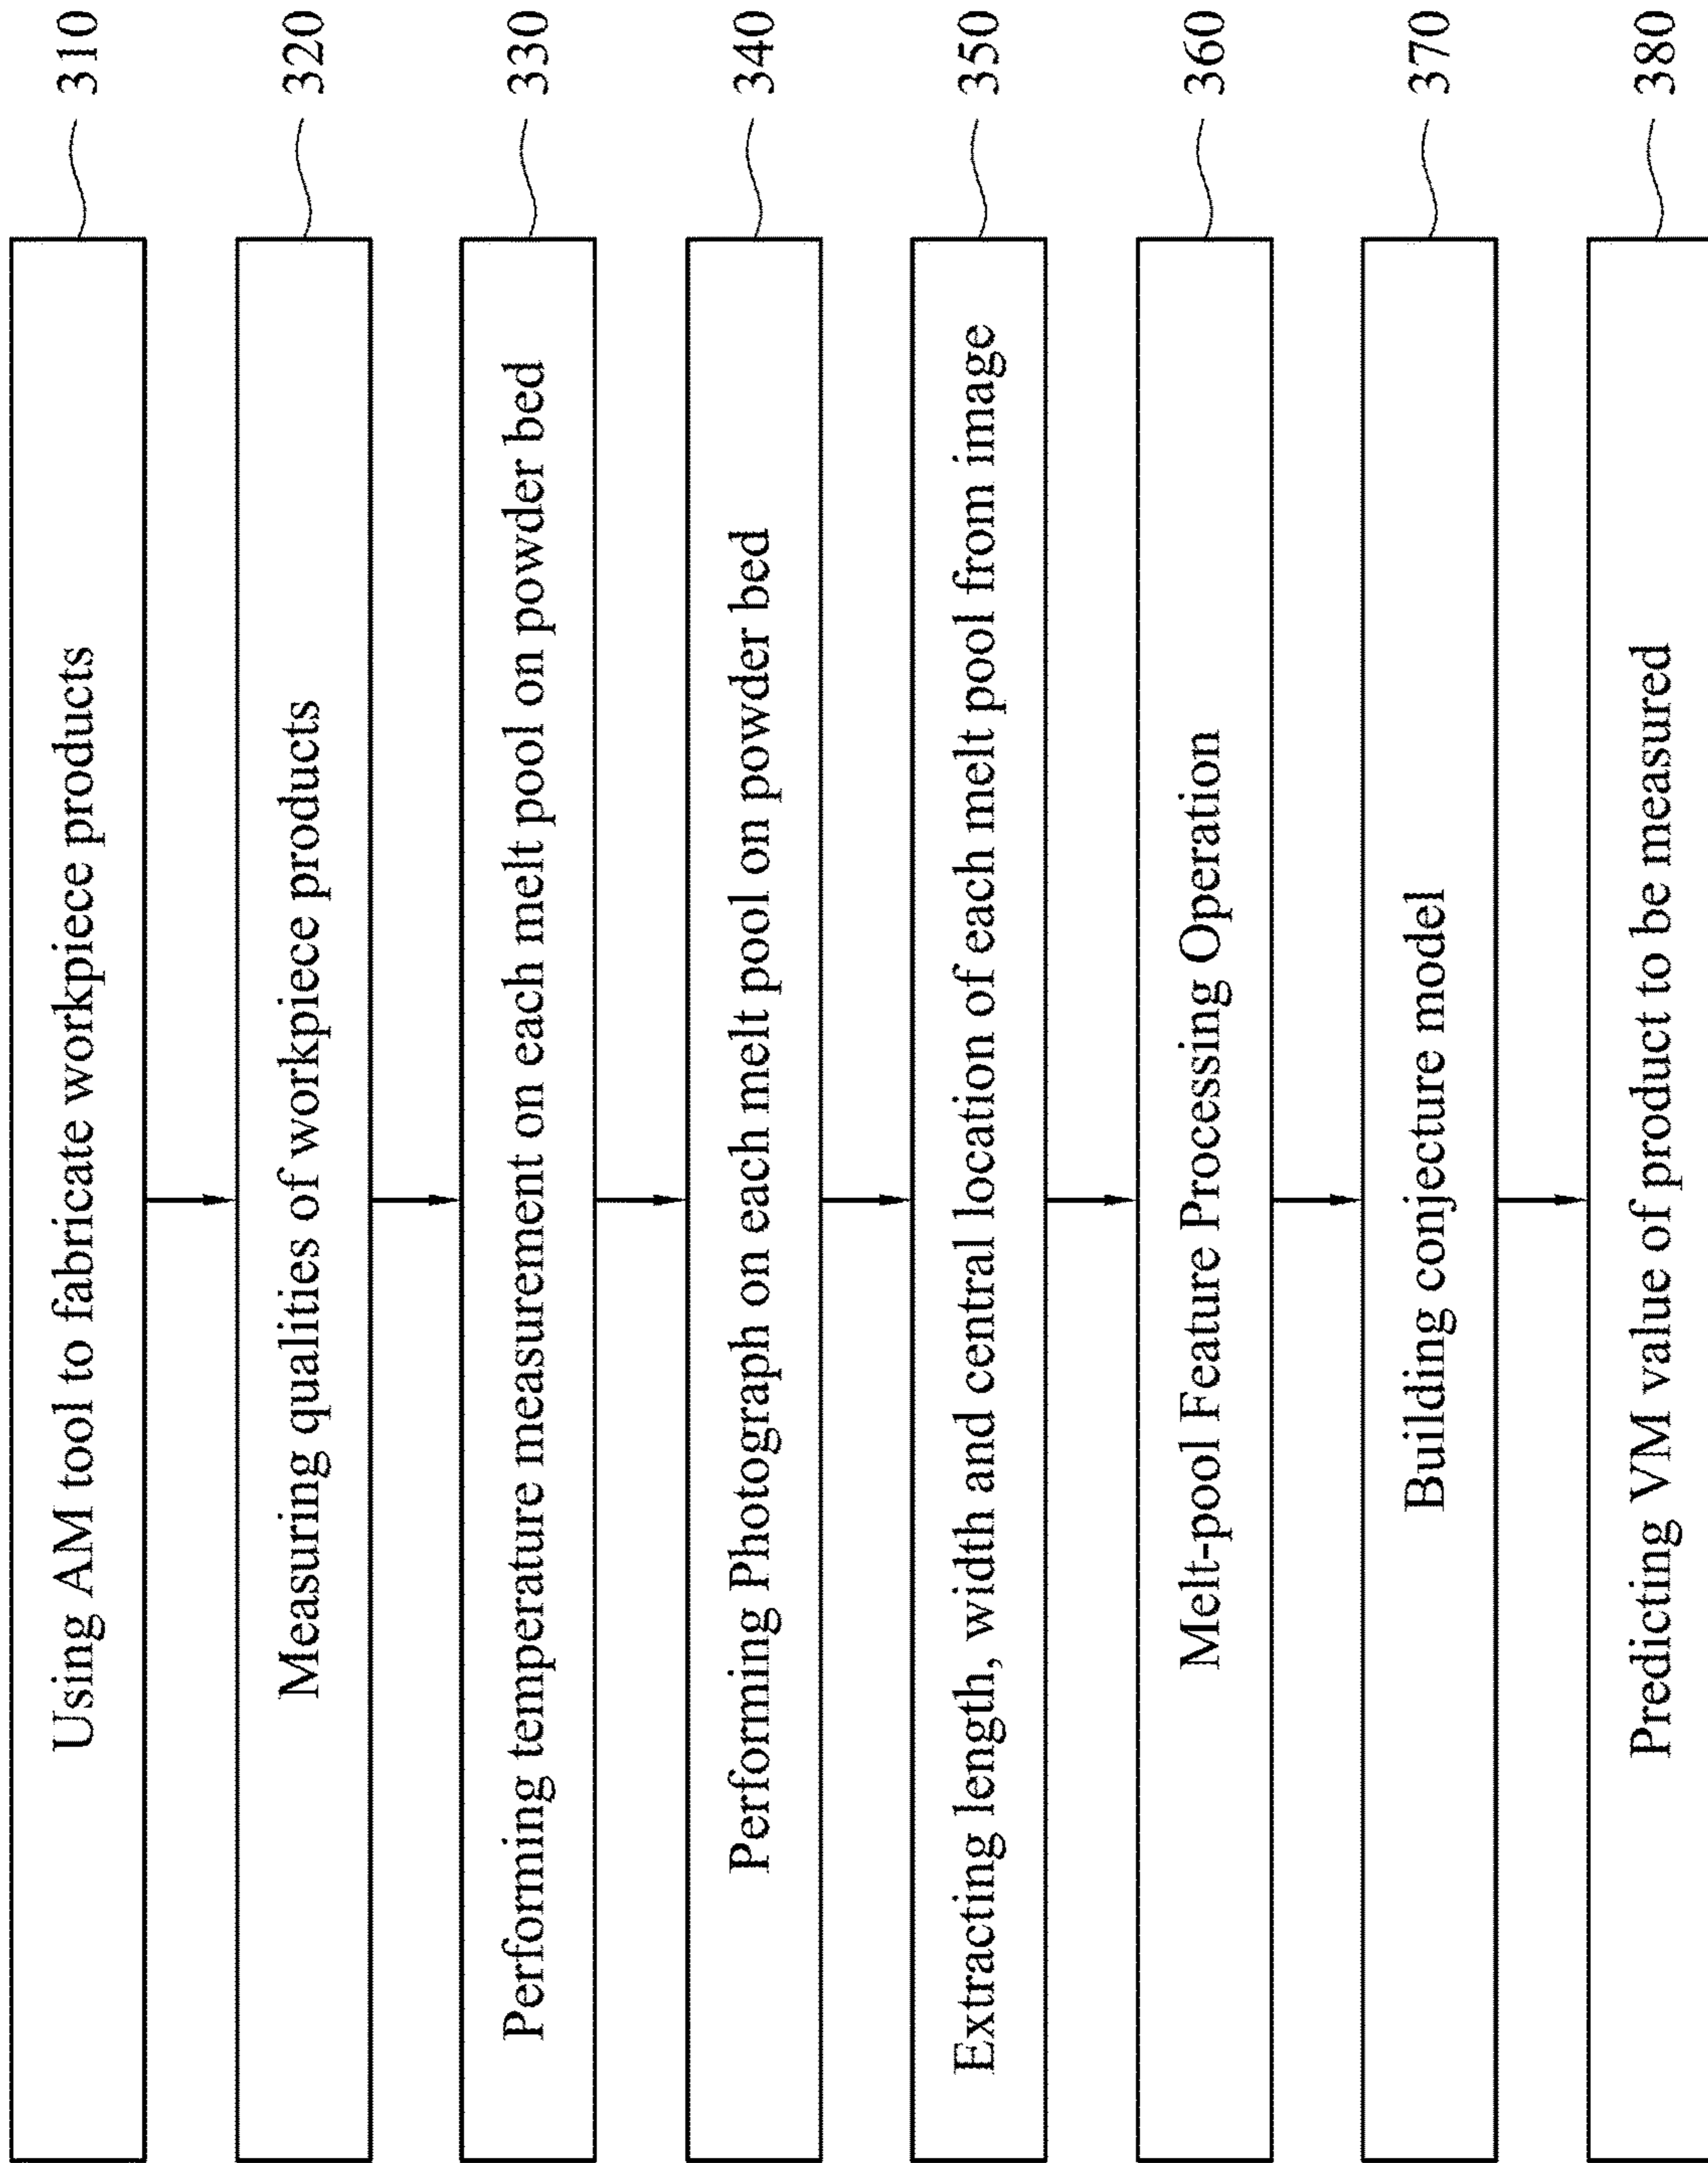 Using AM tool to fabricate workpiece products 310
Measuring qualities of workpiece products 320
Performing temperature measurement on each melt pool on powder bed 330
Performing Photograph on each melt pool on powder bed 340
Extracting length, width and central location of each melt pool from image 350
Melt-pool Feature Processing Operation 360
Building conjecture model 370
Predicting VM value of product to be measured 380